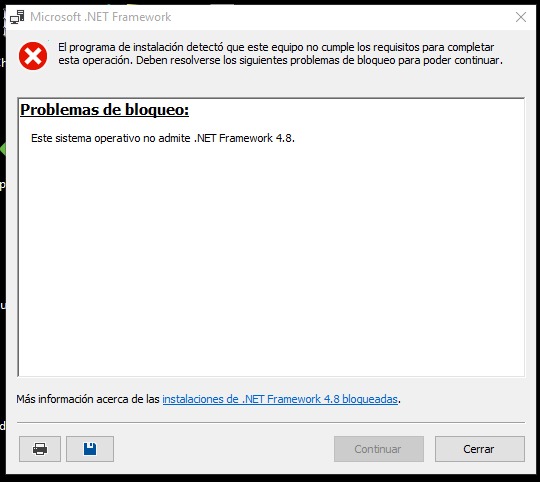 Microsoft .NET Framework
El programa de instalación detectó que este equipo no cumple los requisitos para completar
esta operación. Deben resolverse los siguientes problemas de bloqueo para poder continuar.
Problemas de bloqueo:
Este sistema operativo no admite .NET Framework 4.8.
Más información acerca de las instalaciones de .NET Framework 4.8 bloqueadas.
Continuar
Cerrar